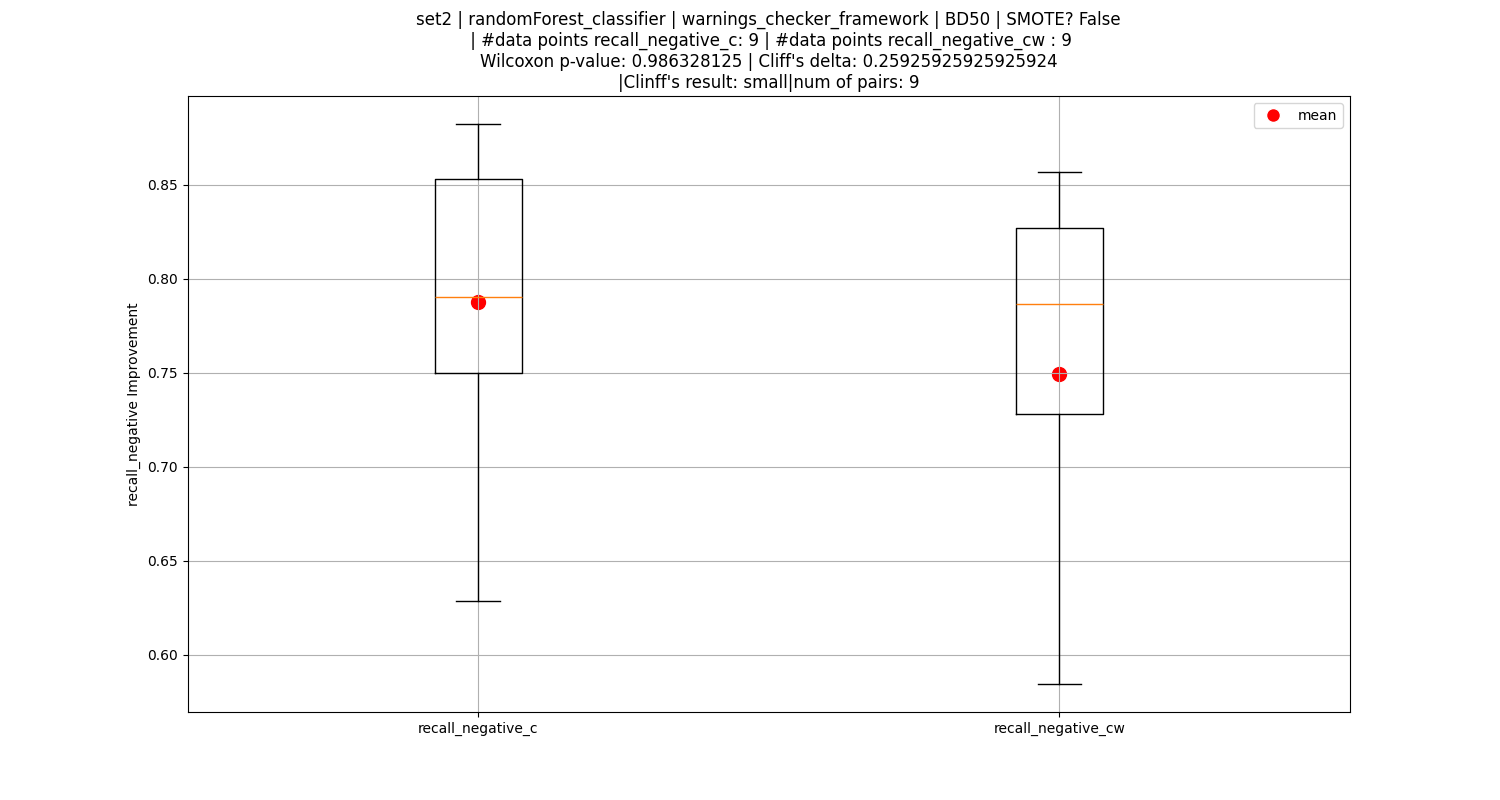 set2 | randomForest_classifier | warnings_checker_framework | BD50 | SMOTE? False
| #data points recall_negative_c: 9 | #data points recall_negative_cw : 9
Wilcoxon p-value: 0.986328125 | Cliff's delta: 0.25925925925925924
|Clinff's result: small|num of pairs: 9
mean
0.85
0.80
0.75
0.70
0.65
0.60
recall_negative Improvement
recall_negative_c
recall_negative_cw